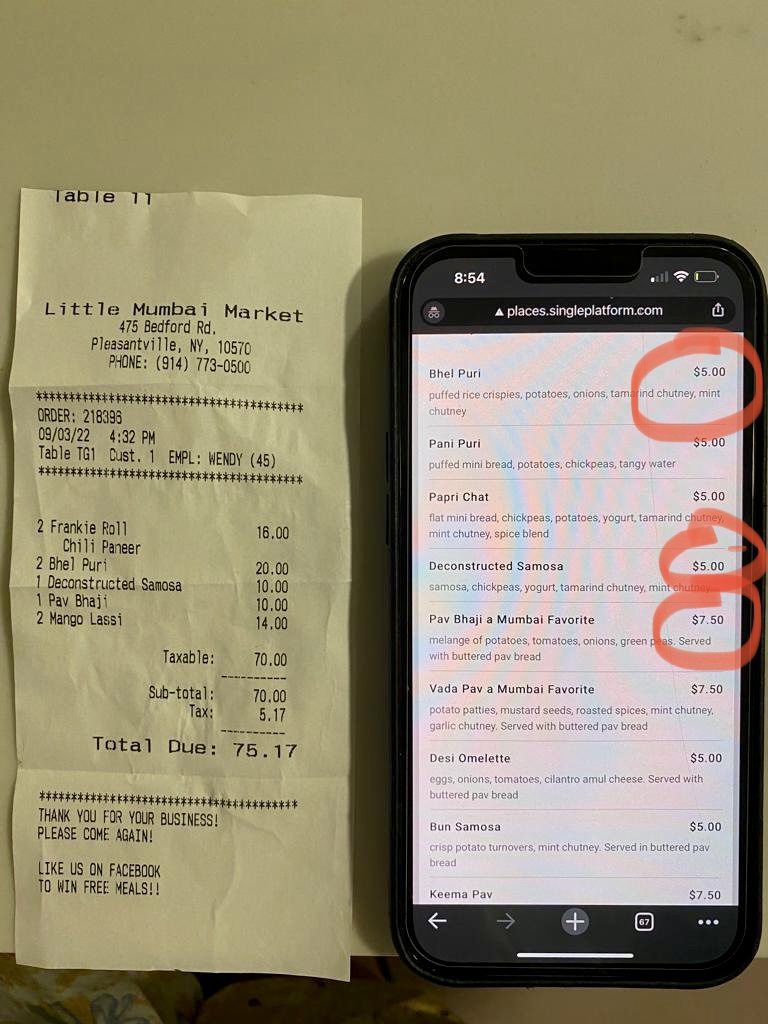 Table 11
Little Mumbai Market
475 Bedford Rd.
Pleasantville, NY, 10570
PHONE: (914) 773-0500
************************************
ORDER: 218396
09/03/22 4:32 PM
Table TG1 Cust. 1 EMPL: WENDY (45)
************************************
2 Frankie Roll 16.00
Chili Paneer
2 Bhel Puri 20.00
1 Deconstructed Samosa 10.00
1 Pav Bhaji 10.00
2 Mango Lassi 14.00
Taxable: 70.00
----------
Sub-total: 70.00
Tax: 5.17
----------
Total Due: 75.17
************************************
THANK YOU FOR YOUR BUSINESS!
PLEASE COME AGAIN!
LIKE US ON FACEBOOK
TO WIN FREE MEALS!!
8:54
places.singleplatform.com
Bhel Puri $5.00
puffed rice crispies, potatoes, onions, tamarind chutney, mint
chutney
Pani Puri $5.00
puffed mini bread, potatoes, chickpeas, tangy water
Papri Chat $5.00
flat mini bread, chickpeas, potatoes, yogurt, tamarind chutney,
mint chutney, spice blend
Deconstructed Samosa $5.00
samosa, chickpeas, yogurt, tamarind chutney, mint chutney
Pav Bhaji a Mumbai Favorite $7.50
melange of potatoes, tomatoes, onions, green peas. Served
with buttered pav bread
Vada Pav a Mumbai Favorite $7.50
potato patties, mustard seeds, roasted spices, mint chutney,
garlic chutney. Served with buttered pav bread
Desi Omelette $5.00
eggs, onions, tomatoes, cilantro amul cheese. Served with
buttered pav bread
Bun Samosa $5.00
crisp potato turnovers, mint chutney. Served in buttered pav
bread
Keema Pav $7.50
67